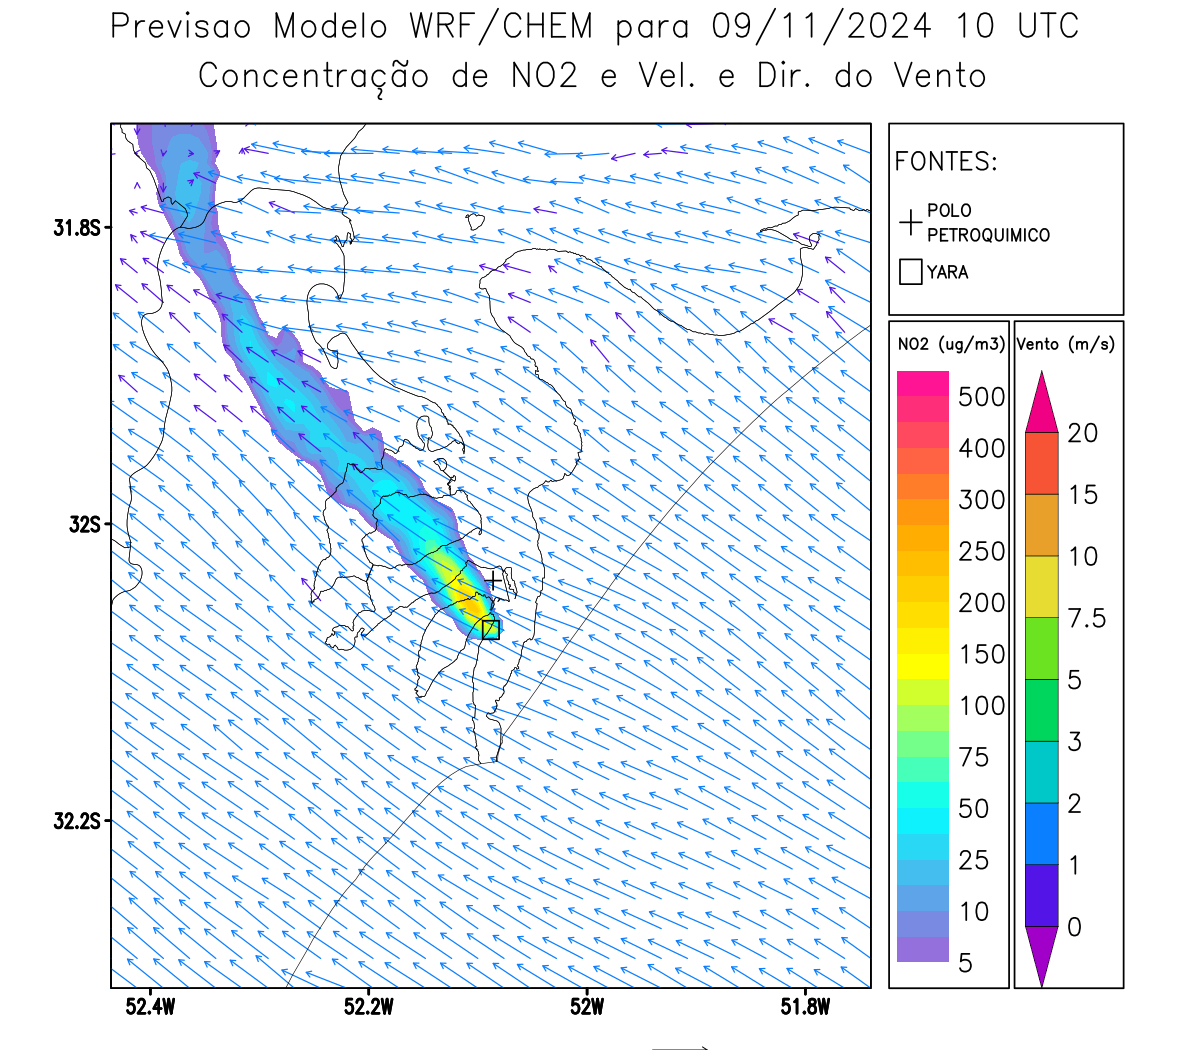 Previsao Modelo WRF/CHEM para 09/11/2024 10 UTC
Concentração de NO2 e Vel. e Dir. do Vento
FONTES:
POLO
PETROQUIMICO
YARA
NO2 (ug/m3)
500
400
300
250
200
150
100
75
50
25
10
5
Vento (m/s)
20
15
10
7.5
5
3
2
1
0
31.8S
32S
32.2S
52.4W
52.2W
52W
51.8W